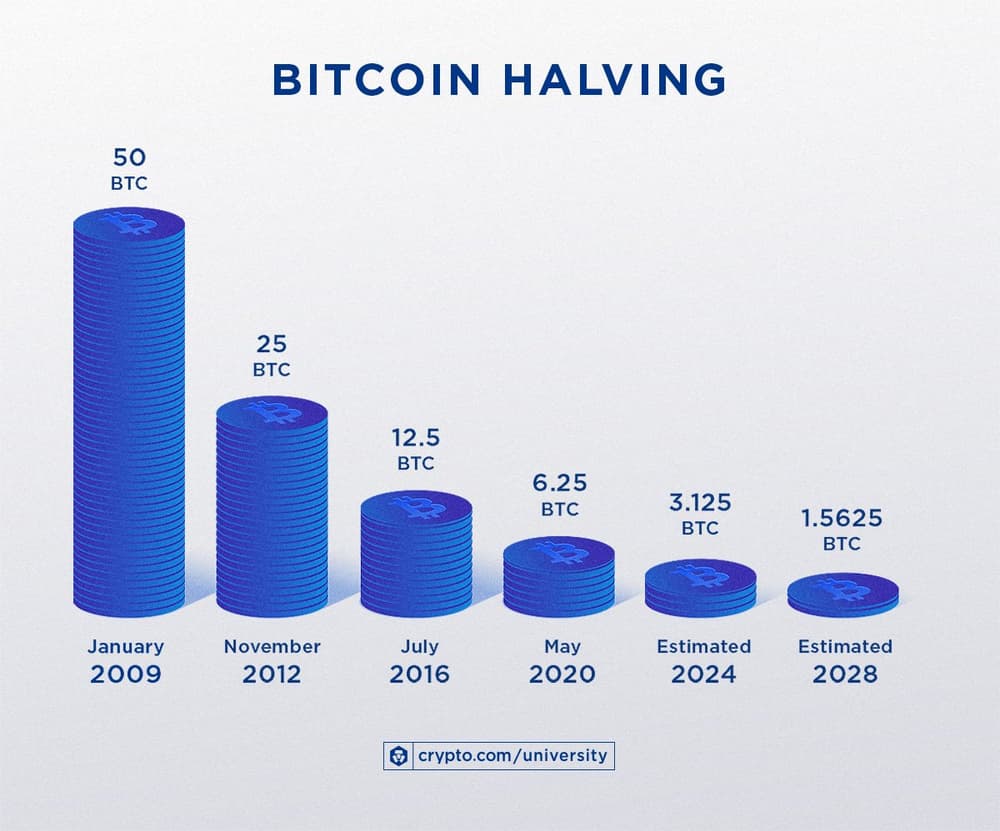 BITCOIN HALVING
50
BTC
25
BTC
12.5
BTC
6.25
BTC
3.125
BTC
1.5625
BTC
January
2009
November
2012
July
2016
May
2020
Estimated
2024
Estimated
2028
crypto.com/university